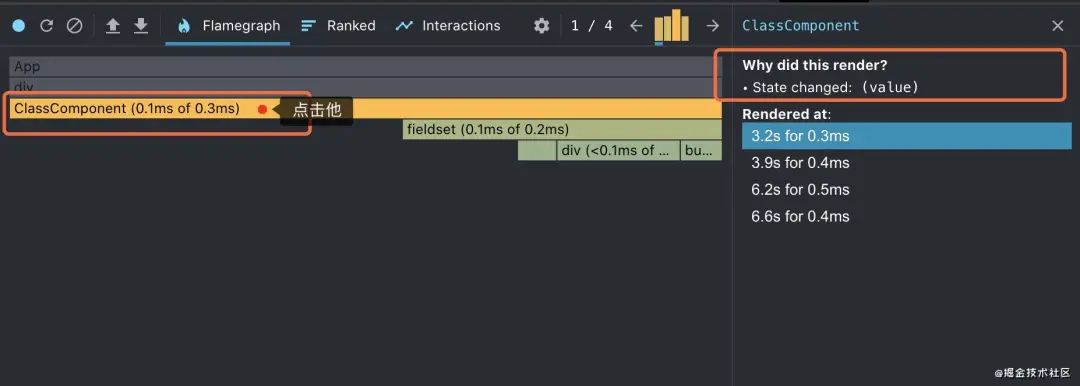 Flamegraph Ranked Interactions 1 / 4 ClassComponent
App
div
ClassComponent (0.1ms of 0.3ms) 点击他
fieldset (0.1ms of 0.2ms)
div (<0.1ms of ... bu...
Why did this render?
• State changed: (value)
Rendered at:
3.2s for 0.3ms
3.9s for 0.4ms
6.2s for 0.5ms
6.6s for 0.4ms
@掘金技术社区